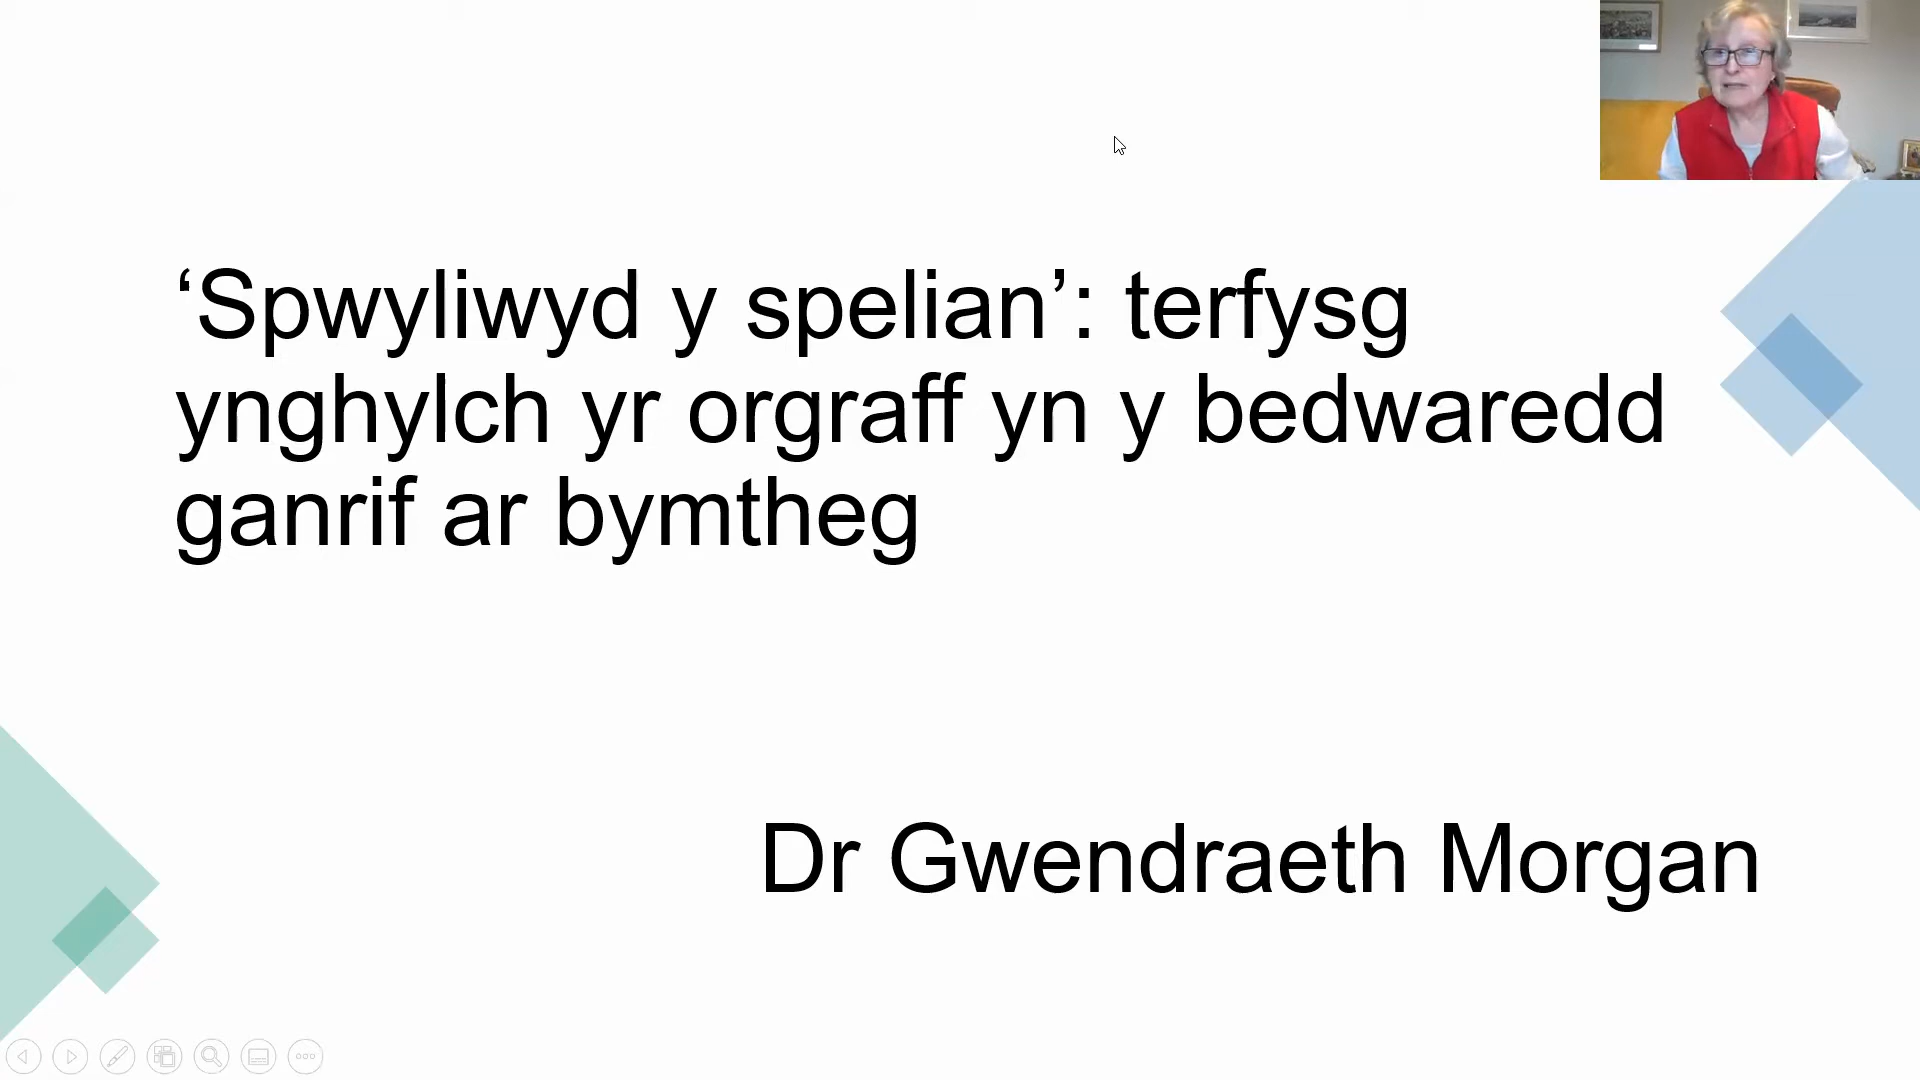 ‘Spwyliwyd y spelian’: terfysg
ynghylch yr orgraff yn y bedwaredd
ganrif ar bymtheg
Dr Gwendraeth Morgan